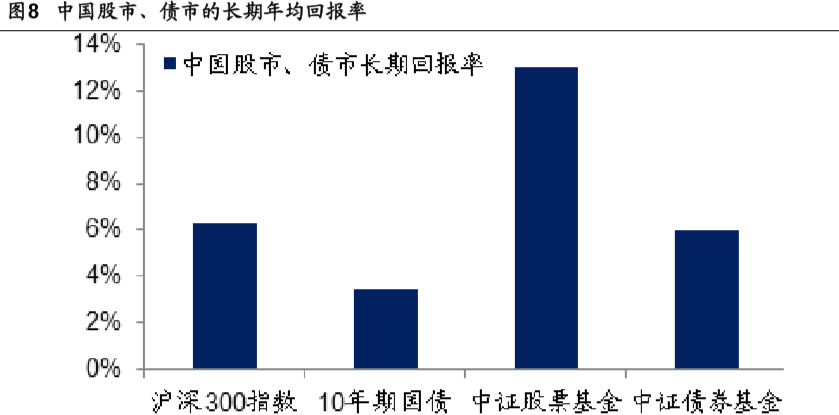 图8 中国股市、债市的长期年均回报率
14%
中国股市、债市长期回报率
12%
10%
8%
6%
4%
2%
0%
沪深300指数 10年期国债 中证股票基金 中证债券基金